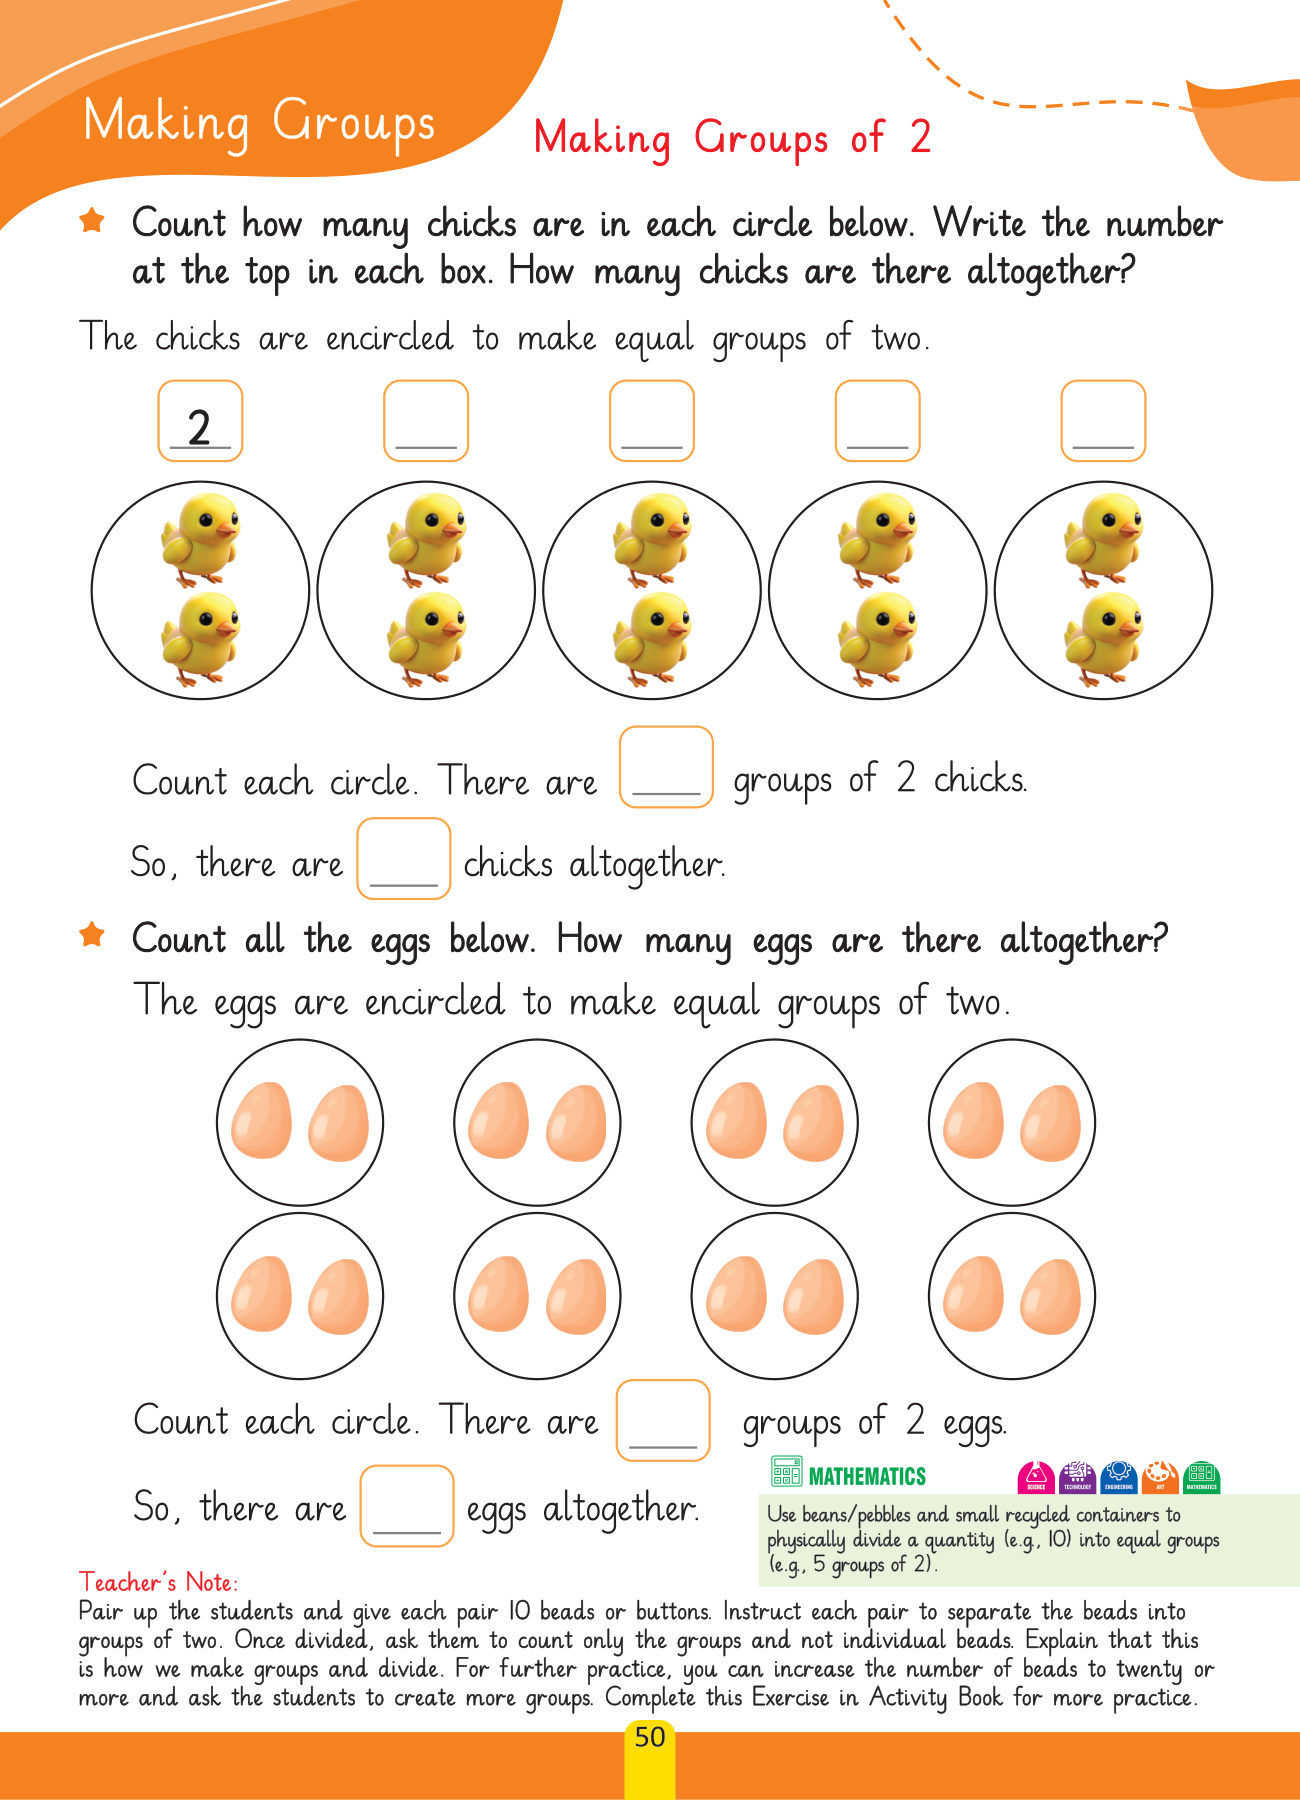 Making Groups
Making Groups of 2
Count how many chicks are in each circle below. Write the number
at the top in each box. How many chicks are there altogether?
The chicks are encircled to make equal groups of two.
2
Count each circle. There are ___ groups of 2 chicks.
So, there are ___ chicks altogether.
Count all the eggs below. How many eggs are there altogether?
The eggs are encircled to make equal groups of two.
Count each circle. There are ___ groups of 2 eggs.
So, there are ___ eggs altogether.
MATHEMATICS
SCIENCE TECHNOLOGY ENGINEERING ART MATHEMATICS
Use beans/pebbles and small recycled containers to
physically divide a quantity (e.g., 10) into equal groups
(e.g., 5 groups of 2).
Teacher's Note:
Pair up the students and give each pair 10 beads or buttons. Instruct each pair to separate the beads into
groups of two. Once divided, ask them to count only the groups and not individual beads. Explain that this
is how we make groups and divide. For further practice, you can increase the number of beads to twenty or
more and ask the students to create more groups. Complete this Exercise in Activity Book for more practice.
50